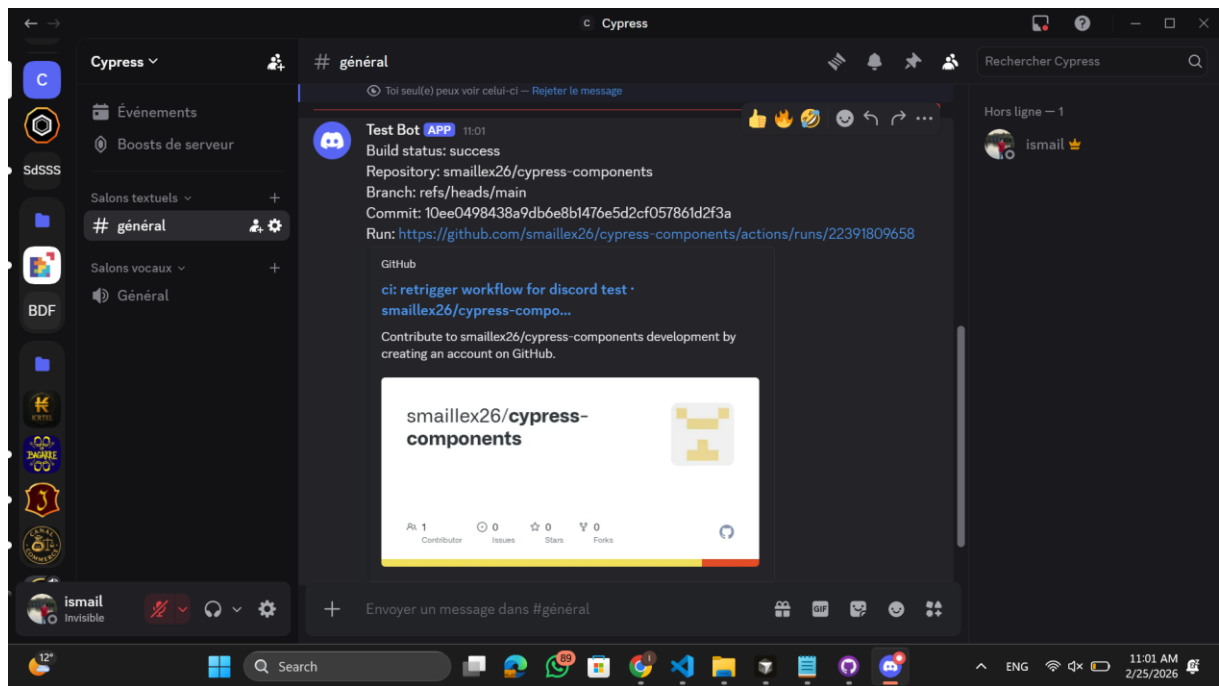 Cypress
Cypress
Événements
Boosts de serveur
Salons textuels
général
Salons vocaux
Général
C
SdSSS
BDF
KRTEL
BAGARRE
J
CANAL
COMMERCE
ismail
Invisible
# général
Rechercher Cypress
Toi seul(e) peux voir celui-ci — Rejeter le message
Test Bot APP 11:01
Build status: success
Repository: smaillex26/cypress-components
Branch: refs/heads/main
Commit: 10ee0498438a9db6e8b1476e5d2cf057861d2f3a
Run: https://github.com/smaillex26/cypress-components/actions/runs/22391809658
GitHub
ci: retrigger workflow for discord test ·
smaillex26/cypress-compo...
Contribute to smaillex26/cypress-components development by
creating an account on GitHub.
smaillex26/cypress-
components
1 0 0 0
Contributor Issues Stars Forks
Envoyer un message dans #général
GIF
Hors ligne — 1
ismail
12°
Search
89
ENG
11:01 AM
2/25/2026